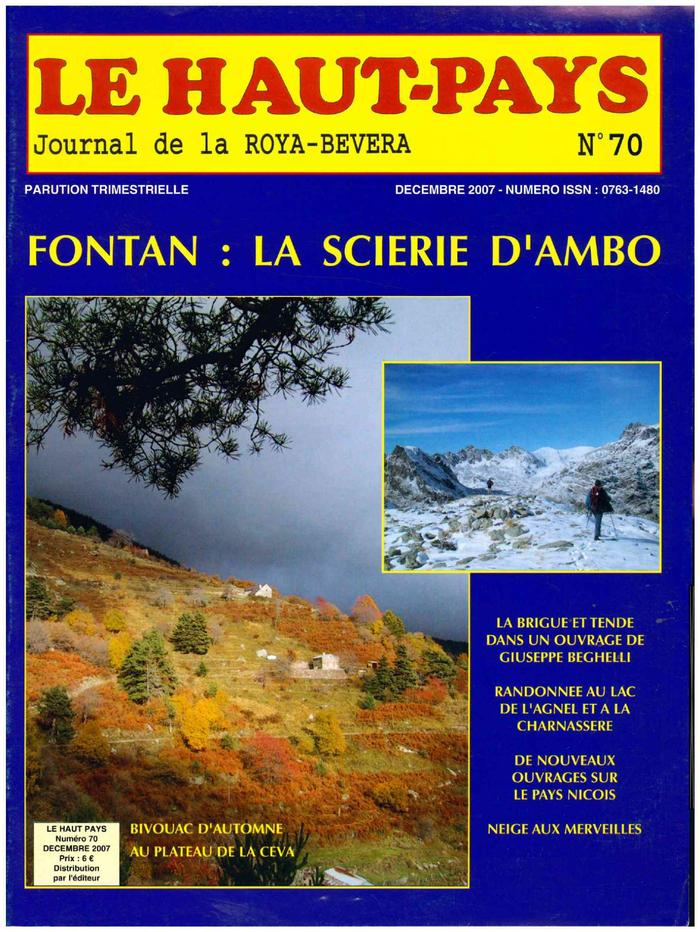 LE HAUT-PAYS
Journal de la ROYA-BEVERA
N°70
PARUTION TRIMESTRIELLE
DECEMBRE 2007 - NUMERO ISSN : 0763-1480
FONTAN : LA SCIERIE D'AMBO
LA BRIGUE ET TENDE
DANS UN OUVRAGE DE
GIUSEPPE BEGHELLI
RANDONNEE AU LAC
DE L'AGNEL ET A LA
CHARNASSERE
DE NOUVEAUX
OUVRAGES SUR
LE PAYS NICOIS
NEIGE AUX MERVEILLES
BIVOUAC D'AUTOMNE
AU PLATEAU DE LA CEVA
LE HAUT PAYS
Numéro 70
DECEMBRE 2007
Prix : 6 €
Distribution
par l'éditeur